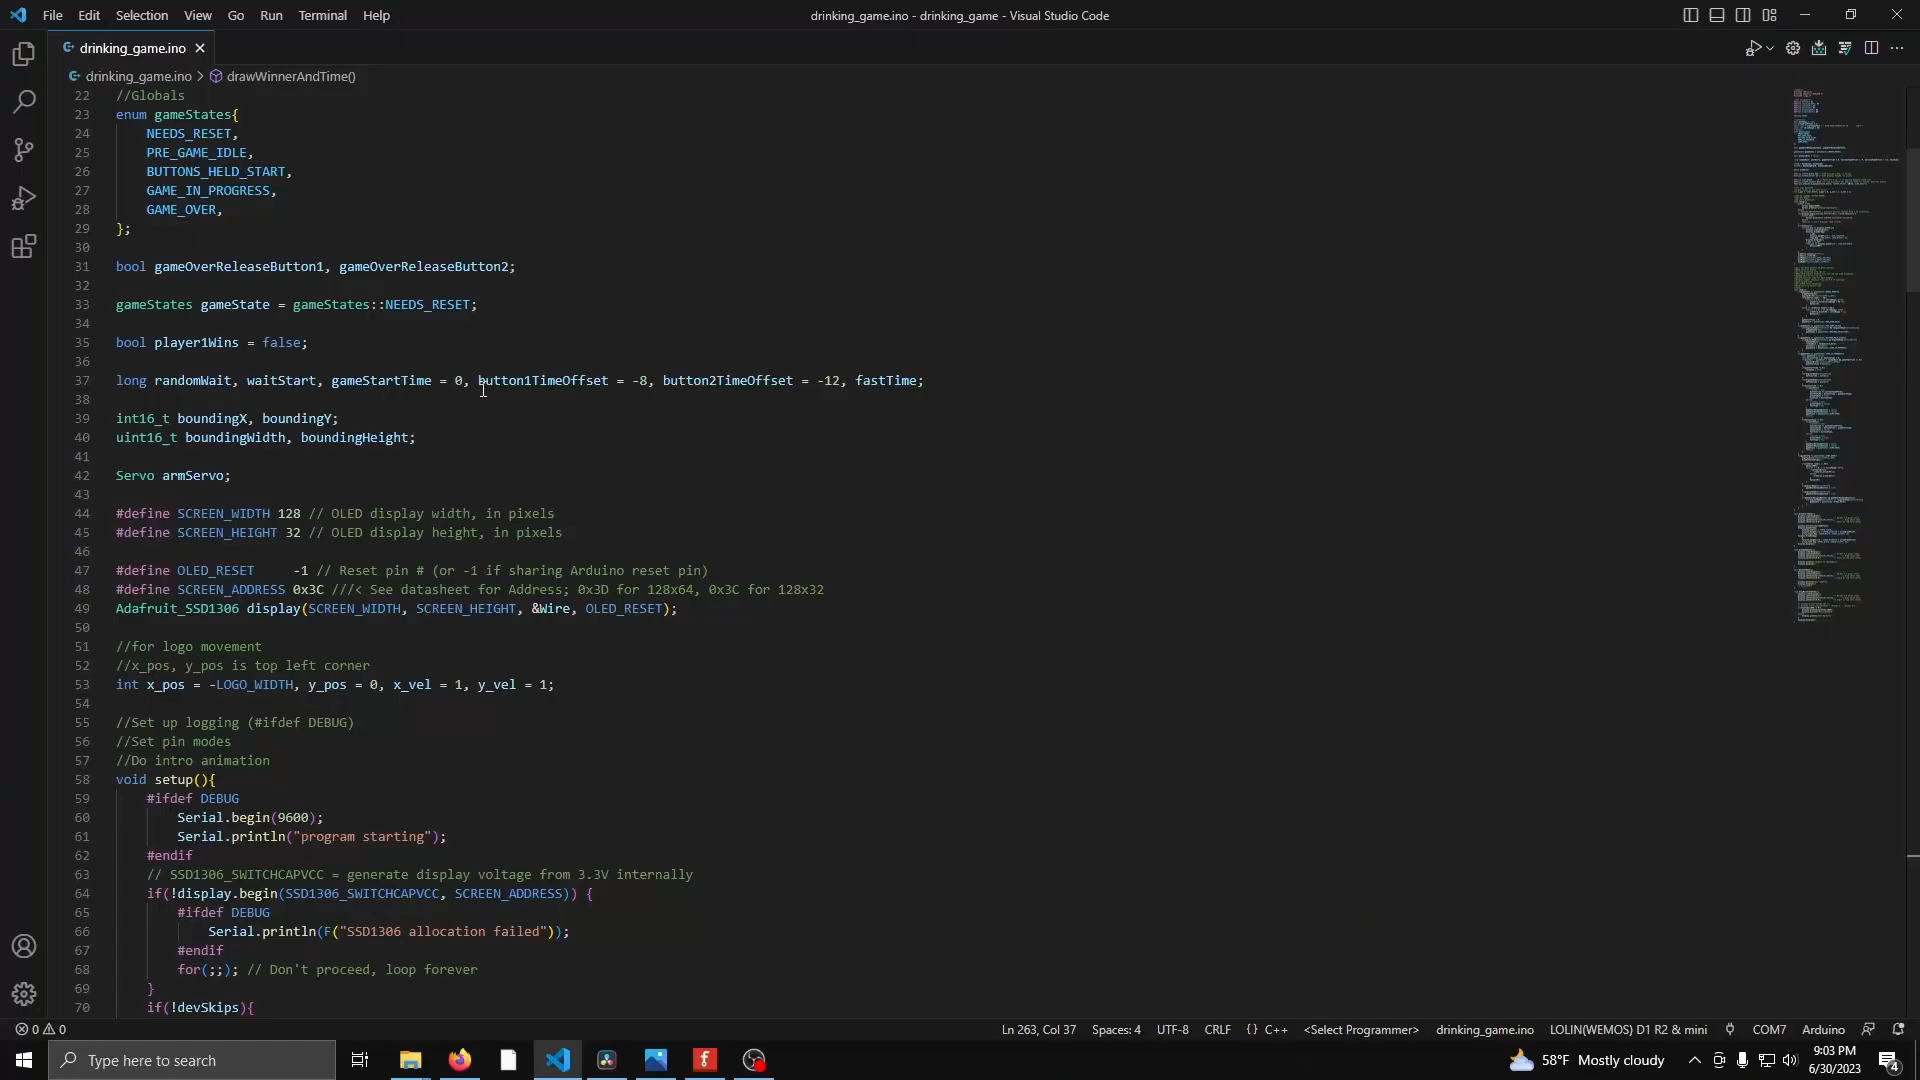 File Edit Selection View Go Run Terminal Help
drinking_game.ino - drinking_game - Visual Studio Code
drinking_game.ino
drinking_game.ino > drawWinnerAndTime()
22 //Globals
23 enum gameStates{
24 NEEDS_RESET,
25 PRE_GAME_IDLE,
26 BUTTONS_HELD_START,
27 GAME_IN_PROGRESS,
28 GAME_OVER,
29 };
30
31 bool gameOverReleaseButton1, gameOverReleaseButton2;
32
33 gameStates gameState = gameStates::NEEDS_RESET;
34
35 bool player1Wins = false;
36
37 long randomWait, waitStart, gameStartTime = 0, button1TimeOffset = -8, button2TimeOffset = -12, fastTime;
38
39 int16_t boundingX, boundingY;
40 uint16_t boundingWidth, boundingHeight;
41
42 Servo armServo;
43
44 #define SCREEN_WIDTH 128 // OLED display width, in pixels
45 #define SCREEN_HEIGHT 32 // OLED display height, in pixels
46
47 #define OLED_RESET     -1 // Reset pin # (or -1 if sharing Arduino reset pin)
48 #define SCREEN_ADDRESS 0x3C ///< See datasheet for Address; 0x3D for 128x64, 0x3C for 128x32
49 Adafruit_SSD1306 display(SCREEN_WIDTH, SCREEN_HEIGHT, &Wire, OLED_RESET);
50
51 //for logo movement
52 //x_pos, y_pos is top left corner
53 int x_pos = -LOGO_WIDTH, y_pos = 0, x_vel = 1, y_vel = 1;
54
55 //Set up logging (#ifdef DEBUG)
56 //Set pin modes
57 //Do intro animation
58 void setup(){
59 #ifdef DEBUG
60 Serial.begin(9600);
61 Serial.println("program starting");
62 #endif
63 // SSD1306_SWITCHCAPVCC = generate display voltage from 3.3V internally
64 if(!display.begin(SSD1306_SWITCHCAPVCC, SCREEN_ADDRESS)) {
65 #ifdef DEBUG
66 Serial.println(F("SSD1306 allocation failed"));
67 #endif
68 for(;;); // Don't proceed, loop forever
69 }
70 if(!devSkips){
0 0 Ln 263, Col 37 Spaces: 4 UTF-8 CRLF {} C++ <Select Programmer> drinking_game.ino LOLIN(WEMOS) D1 R2 & mini COM7 Arduino
Type here to search
58°F Mostly cloudy
9:03 PM
6/30/2023
4